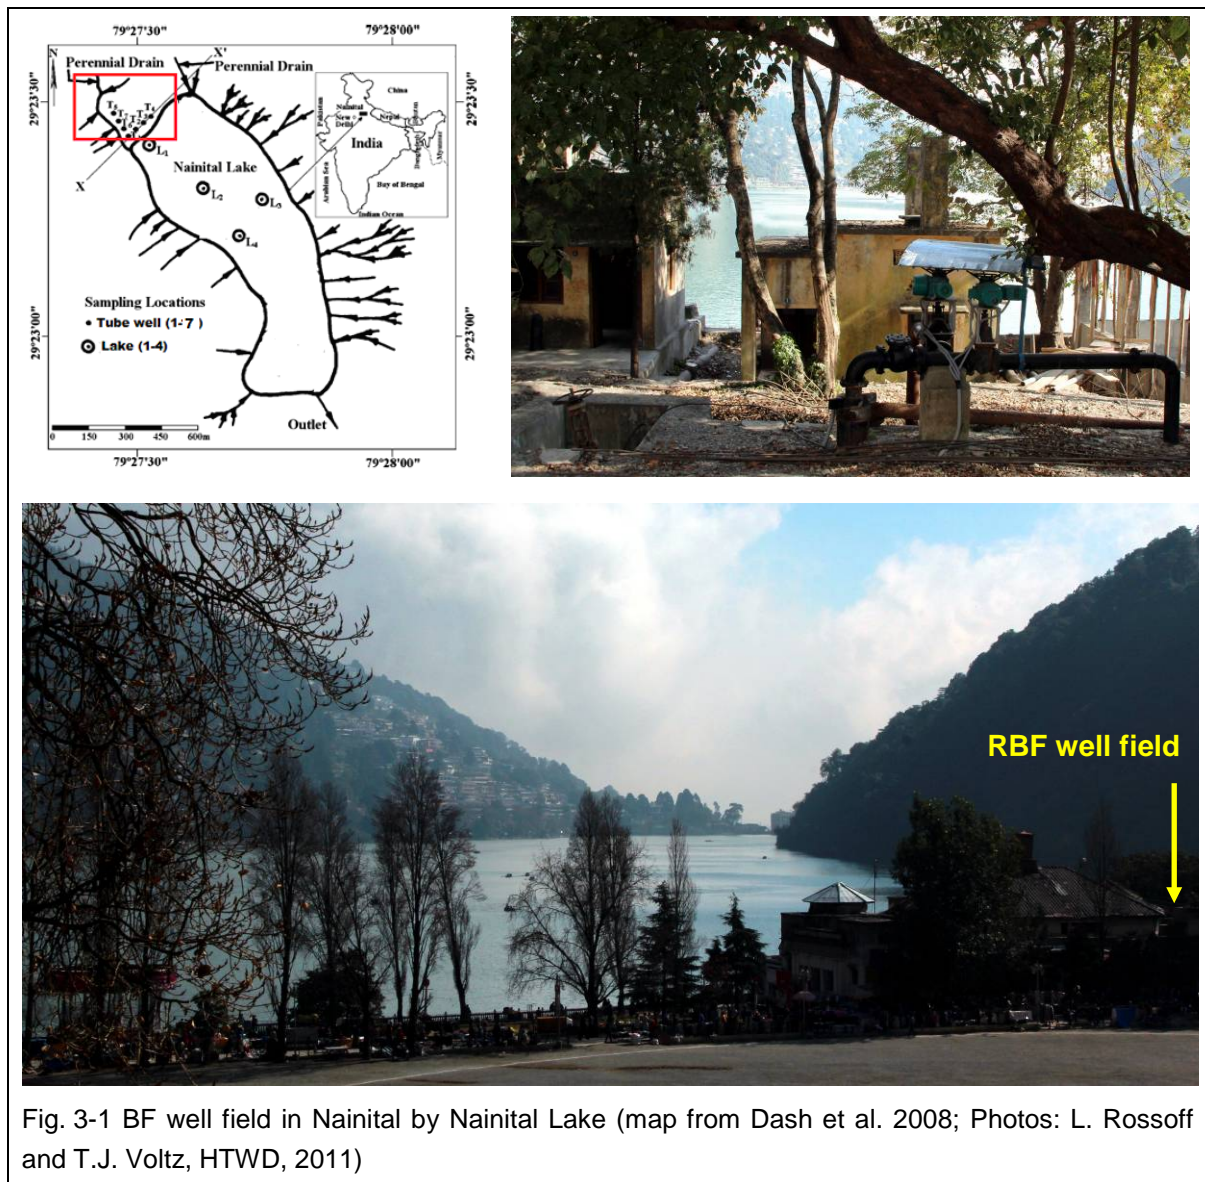 79°27'30"
79°28'00"
N
X'
Perennial Drain
Perennial Drain
29°23'30"
29°23'30"
China
Nainital
New Delhi
Nepal
Pakistan
Bhutan
India
Bangladesh
Myanmar
Arabian Sea
Bay of Bengal
Indian Ocean
L₁
X
Nainital Lake
L₂
L₃
L₄
Sampling Locations
Tube well (1-7 )
Lake (1-4)
29°23'00"
29°23'00"
Outlet
0 150 300 450 600m
79°27'30"
79°28'00"
RBF well field
Fig. 3-1 BF well field in Nainital by Nainital Lake (map from Dash et al. 2008; Photos: L. Rossoff
and T.J. Voltz, HTWD, 2011)